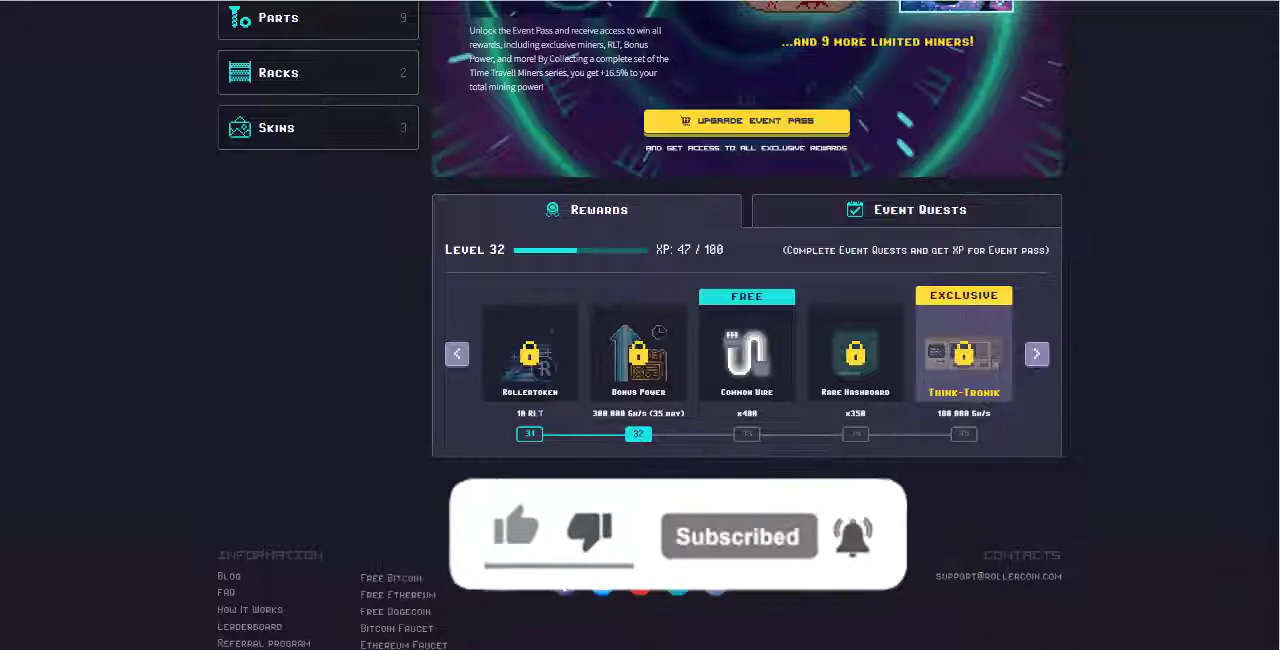 Parts 9
Racks 2
Skins 3
Unlock the Event Pass and receive access to win all
rewards, including exclusive miners, RLT, Bonus
Power, and more! By Collecting a complete set of the
Time Travel! Miners series, you get +16.5% to your
total mining power!
...and 9 more limited miners!
Upgrade Event Pass
and get access to all exclusive rewards
Rewards
Event Quests
Level 32
XP: 47 / 100
(Complete Event Quests and get XP for Event pass)
FREE
EXCLUSIVE
Rollertoken
Bonus Power
Common Wire
Rare Hashboard
Think-Tronik
10 RLT
300 000 Gh/s (35 day)
x400
x350
100 000 Gh/s
31
32
33
34
35
Subscribed
Information
Contacts
Blog
FAQ
How It Works
Leaderboard
Referral program
Free Bitcoin
Free Ethereum
Free Dogecoin
Bitcoin Faucet
Ethereum Faucet
support@rollercoin.com